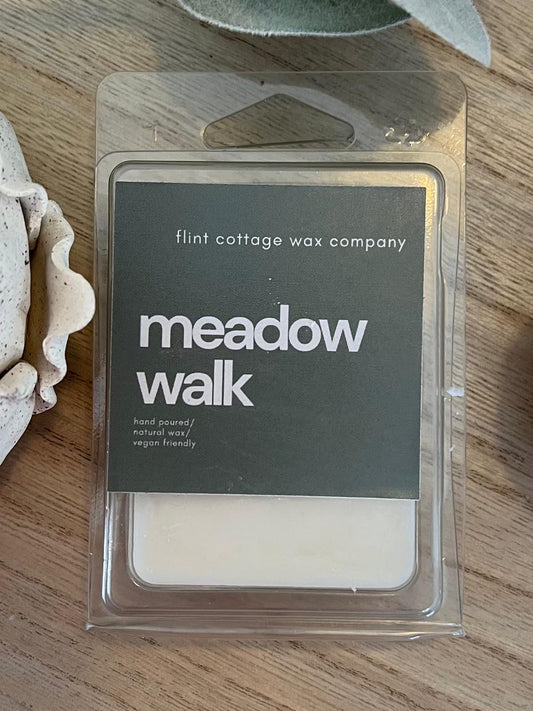 flint cottage wax company
meadow
walk
hand poured/
natural wax/
vegan friendly